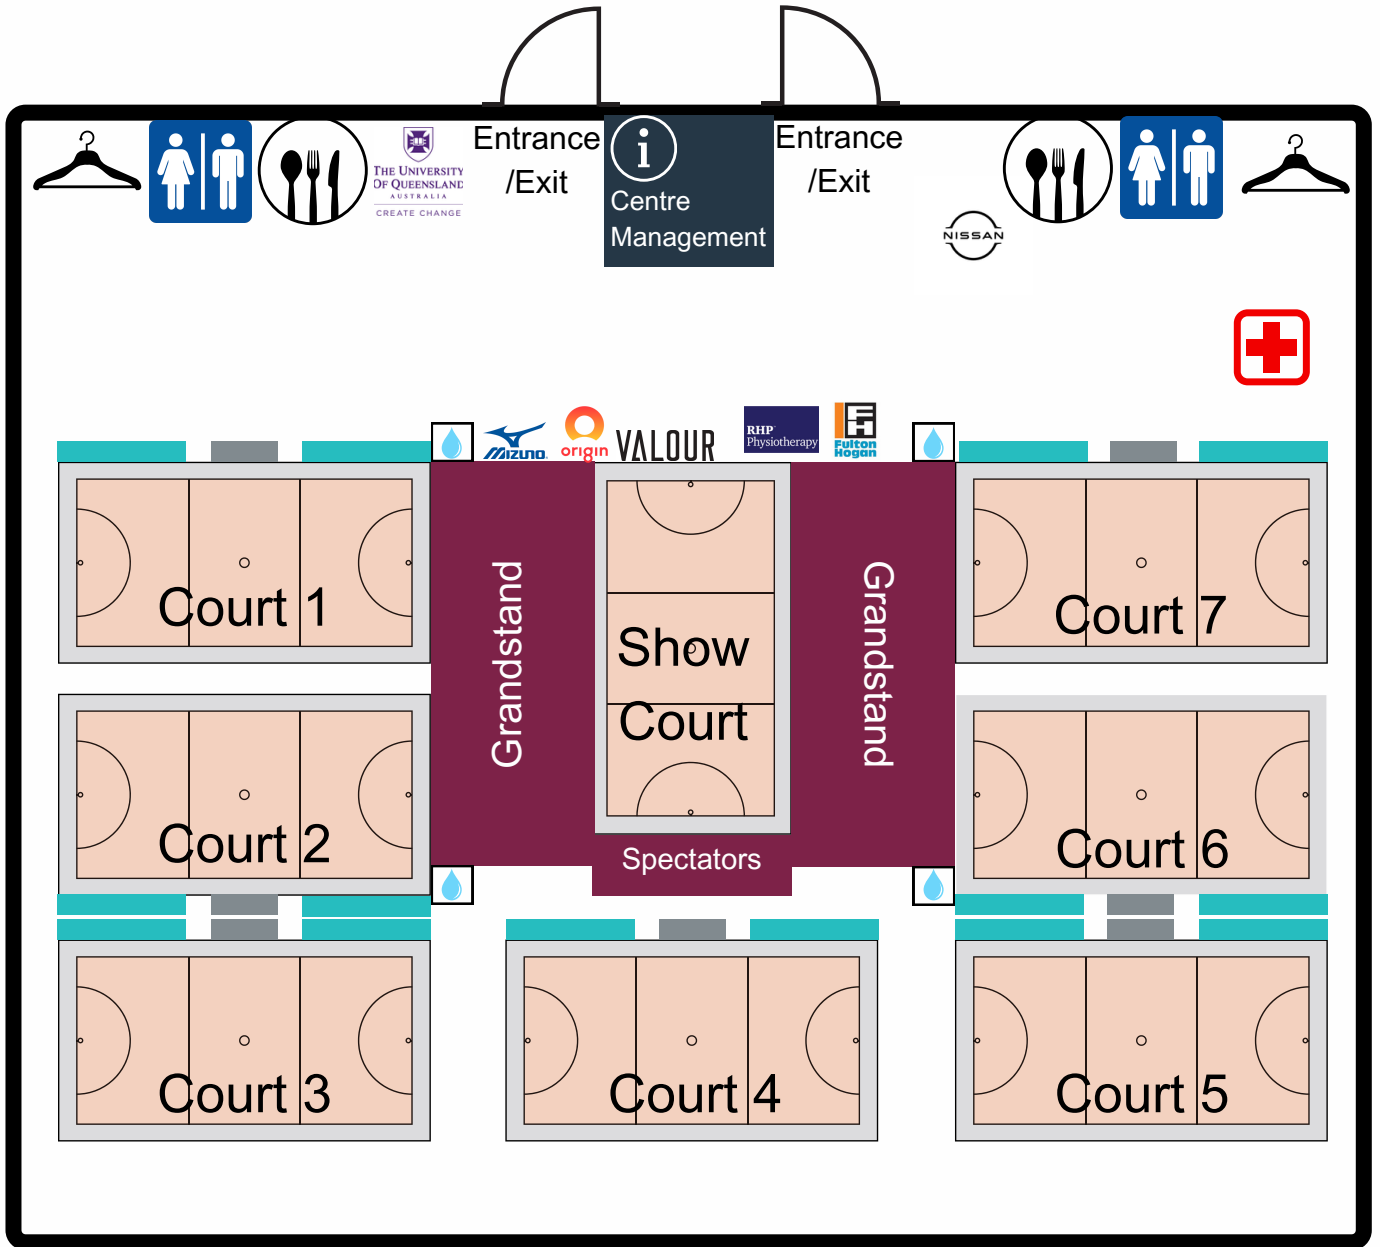 Entrance
/Exit
Centre
Management
Entrance
/Exit
THE UNIVERSITY
OF QUEENSLAND
AUSTRALIA
CREATE CHANGE
NISSAN
MIZUNO
origin
VALOUR
RHP
Physiotherapy
FH
Fulton
Hogan
Court 1
Grandstand
Show
Court
Grandstand
Court 7
Court 2
Spectators
Court 6
Court 3
Court 4
Court 5